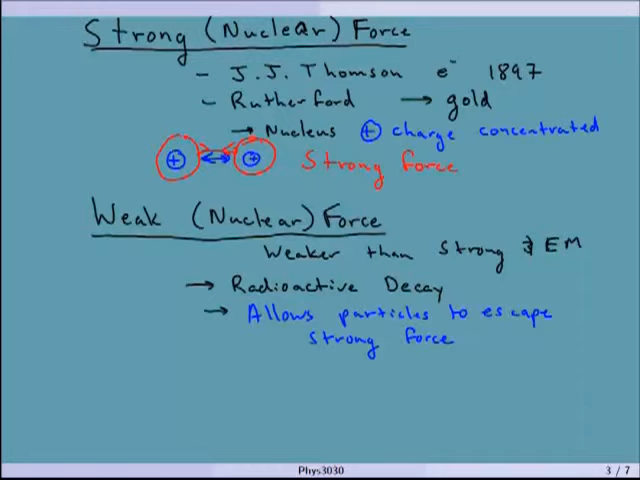 Strong (Nuclear) Force
- J.J. Thomson e⁻ 1897
- Rutherford → gold
→ Nucleus ⊕ charge concentrated
+ ↔ + Strong force
Weak (Nuclear) Force
Weaker than Strong & EM
→ Radioactive Decay
→ Allows particles to escape
strong force
Phys3030 3 / 7